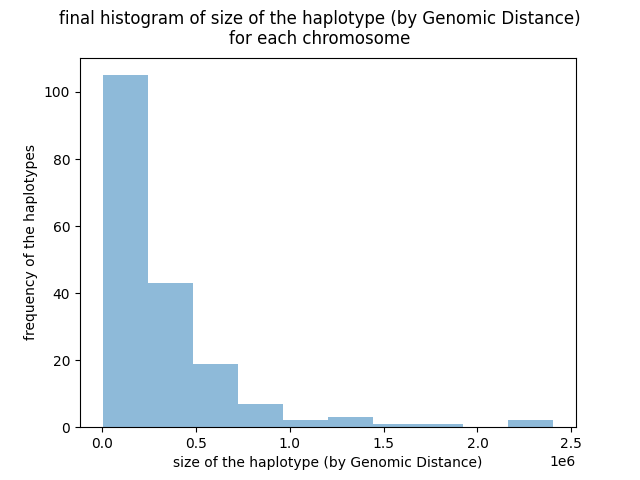 final histogram of size of the haplotype (by Genomic Distance)
for each chromosome
frequency of the haplotypes
100
80
60
40
20
0
0.0 0.5 1.0 1.5 2.0 2.5
1e6
size of the haplotype (by Genomic Distance)